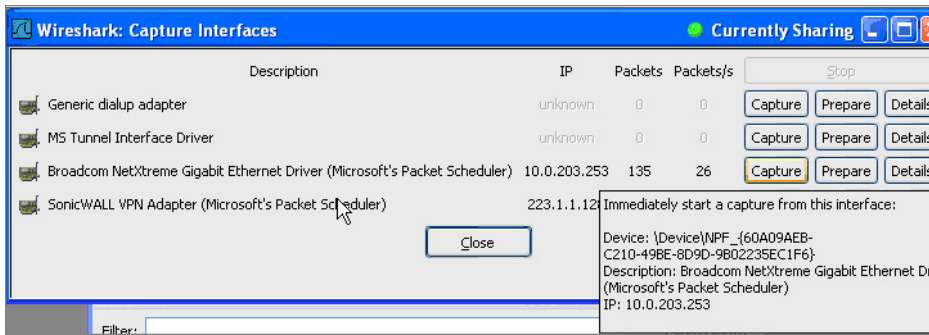 Wireshark: Capture Interfaces Currently Sharing
Description IP Packets Packets/s Stop
Generic dialup adapter unknown 0 0 Capture Prepare Details
MS Tunnel Interface Driver unknown 0 0 Capture Prepare Details
Broadcom NetXtreme Gigabit Ethernet Driver (Microsoft's Packet Scheduler) 10.0.203.253 135 26 Capture Prepare Details
SonicWALL VPN Adapter (Microsoft's Packet Scheduler) 223.1.1.128
Close
Immediately start a capture from this interface:
Device: \Device\NPF_{60A09AEB-
C210-49BE-8D9D-9B02235EC1F6}
Description: Broadcom NetXtreme Gigabit Ethernet D
(Microsoft's Packet Scheduler)
IP: 10.0.203.253
Filter: